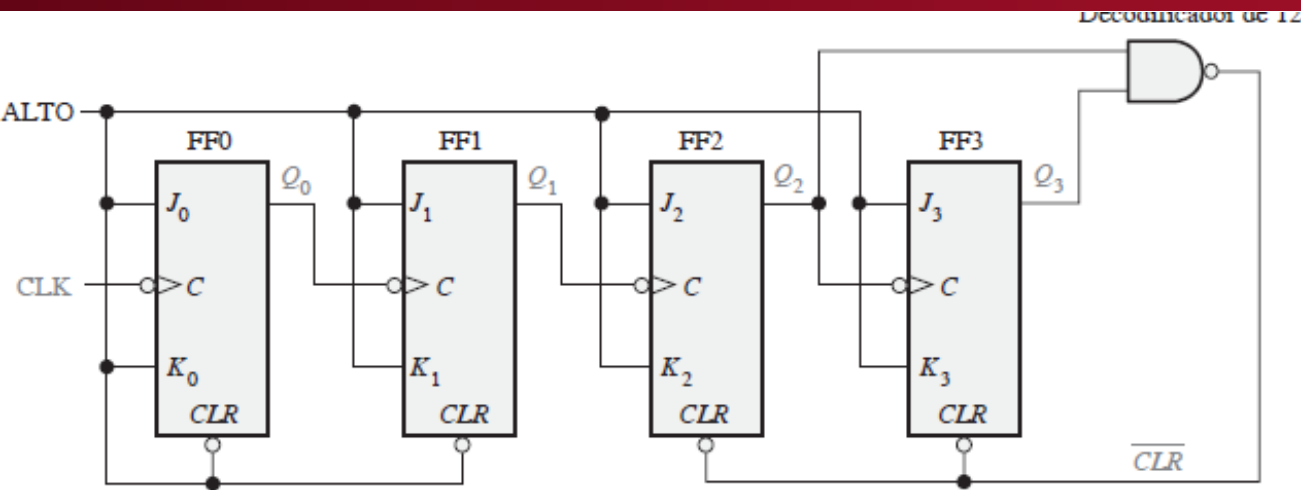 Decodificador de 12
ALTO
FF0 FF1 FF2 FF3
Q0 Q1 Q2 Q3
J0 J1 J2 J3
CLK C C C C
K0 K1 K2 K3
CLR CLR CLR CLR
CLR